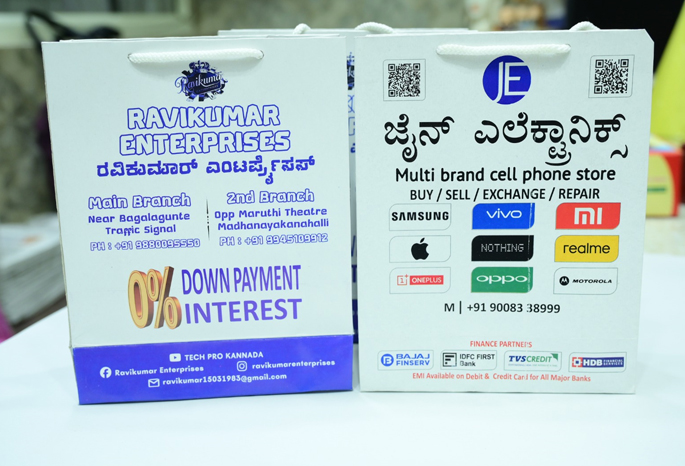 Ravikumar
RAVIKUMAR
ENTERPRISES
ರವಿಕುಮಾರ್ ಎಂಟರ್ಪ್ರೈಸಸ್
Main Branch
Near Bagalagunte
Traffic Signal
PH : +91 9880095550
2nd Branch
Opp Maruthi Theatre
Madhanayakanahalli
PH : +91 9945109912
0% DOWN PAYMENT
INTEREST
TECH PRO KANNADA
Ravikumar Enterprises
ravikumarenterprises
ravikumar15031983@gmail.com
JE
ಜೈನ್ ಎಲೆಕ್ಟ್ರಾನಿಕ್ಸ್
Multi brand cell phone store
BUY / SELL / EXCHANGE / REPAIR
SAMSUNG vivo mi
NOTHING realme
ONEPLUS oppo MOTOROLA
M | +91 90083 38999
FINANCE PARTNER'S
B BAJAJ FINSERV
IDFC FIRST Bank
TVS CREDIT
HDB FINANCIAL SERVICES
EMI Available on Debit & Credit Card for All Major Banks